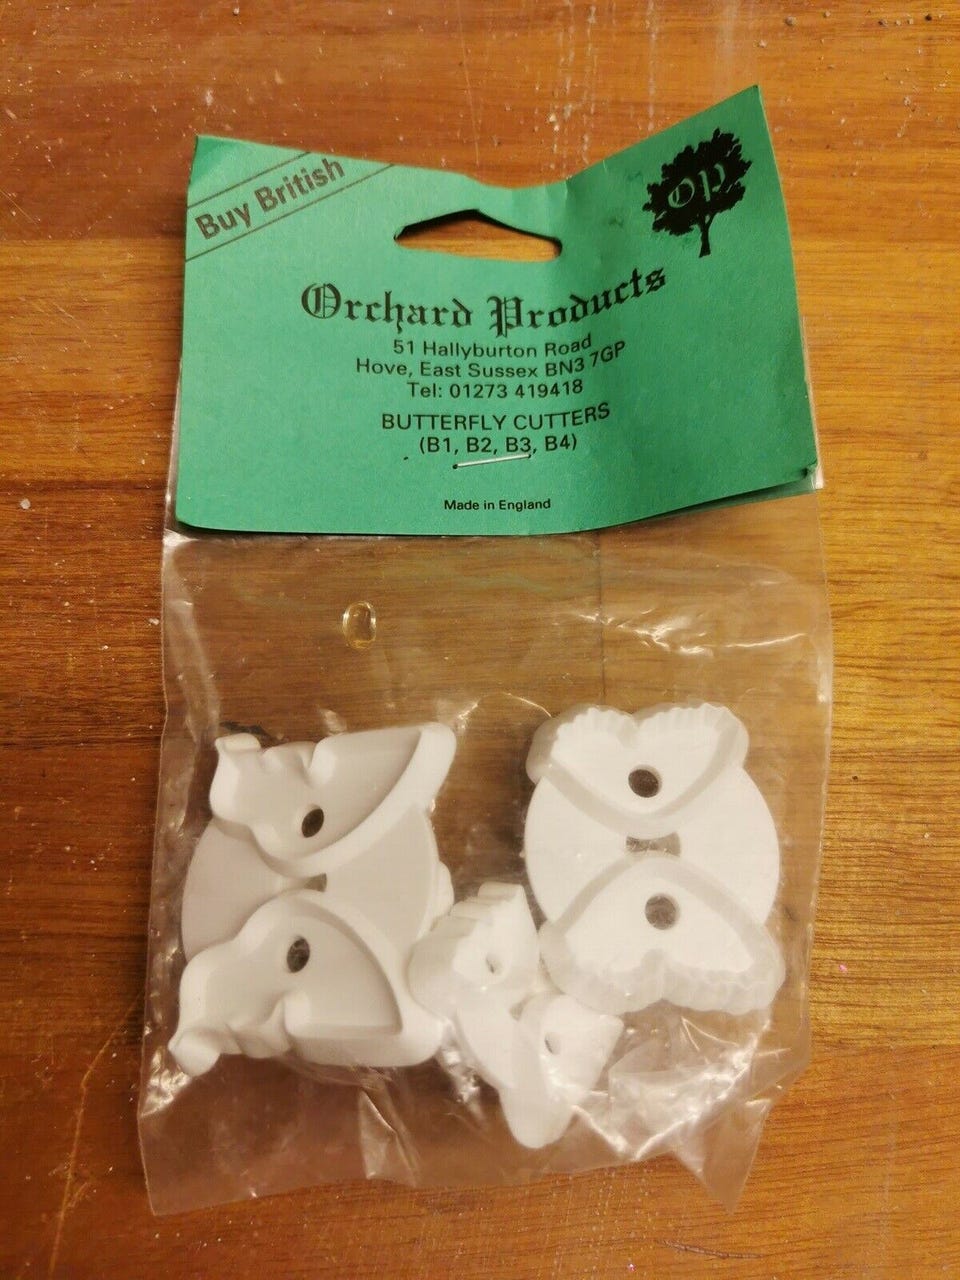 Buy British
op
Orchard Products
51 Hallyburton Road
Hove, East Sussex BN3 7GP
Tel: 01273 419418
BUTTERFLY CUTTERS
(B1, B2, B3, B4)
Made in England